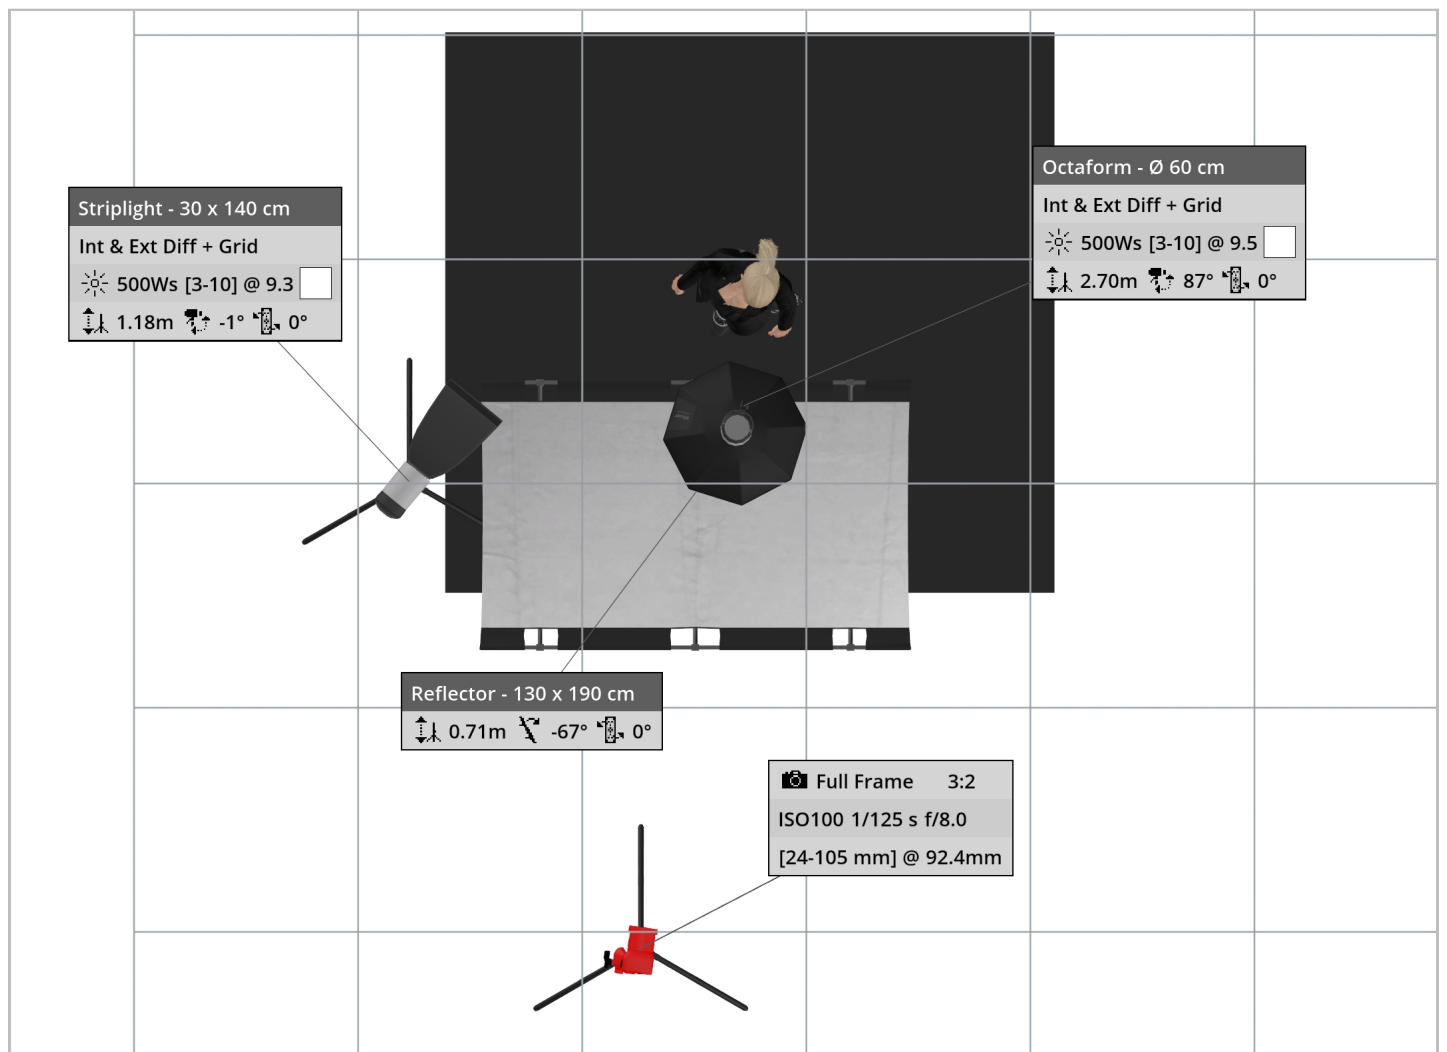 Octaform - Ø 60 cm
Int & Ext Diff + Grid
500Ws [3-10] @ 9.5
2.70m 87° 0°
Striplight - 30 x 140 cm
Int & Ext Diff + Grid
500Ws [3-10] @ 9.3
1.18m -1° 0°
Reflector - 130 x 190 cm
0.71m -67° 0°
Full Frame 3:2
ISO100 1/125 s f/8.0
[24-105 mm] @ 92.4mm